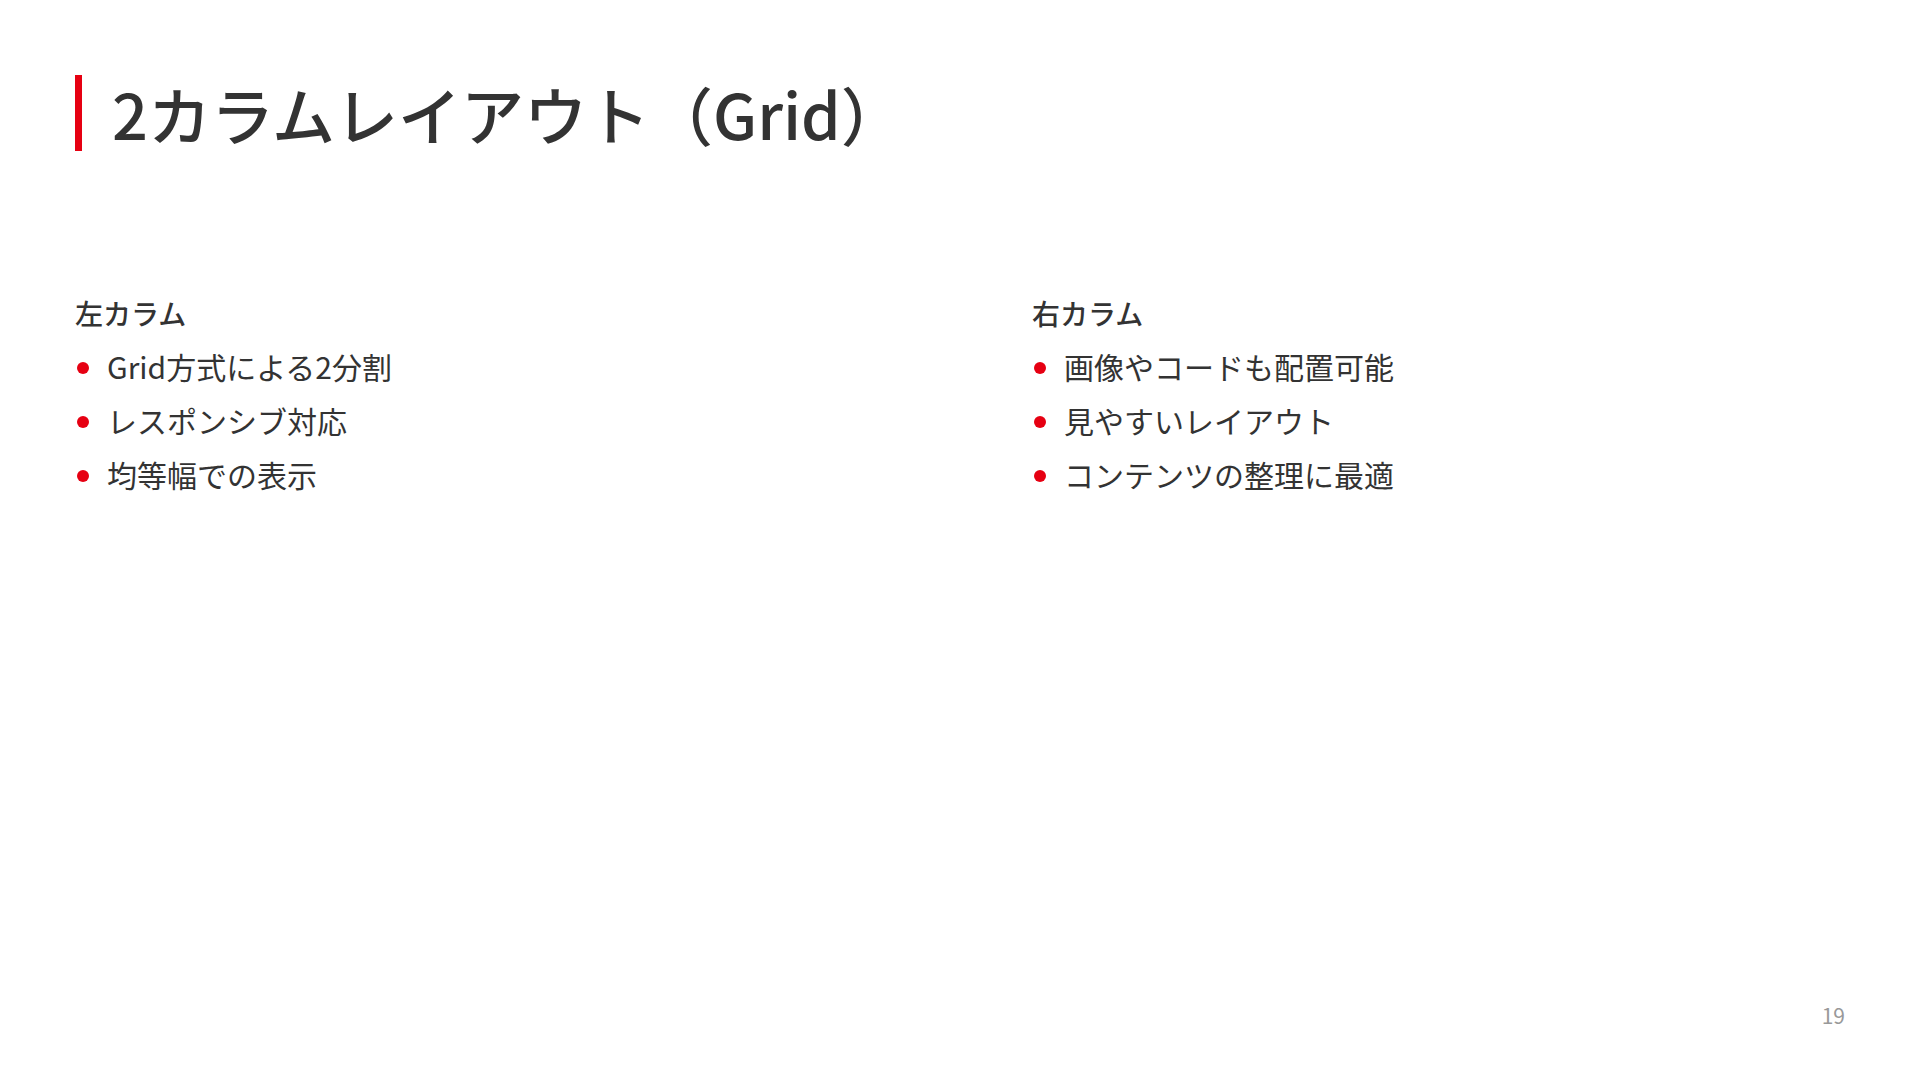 2カラムレイアウト（Grid）
左カラム
Grid方式による2分割
レスポンシブ対応
均等幅での表示
右カラム
画像やコードも配置可能
見やすいレイアウト
コンテンツの整理に最適
19